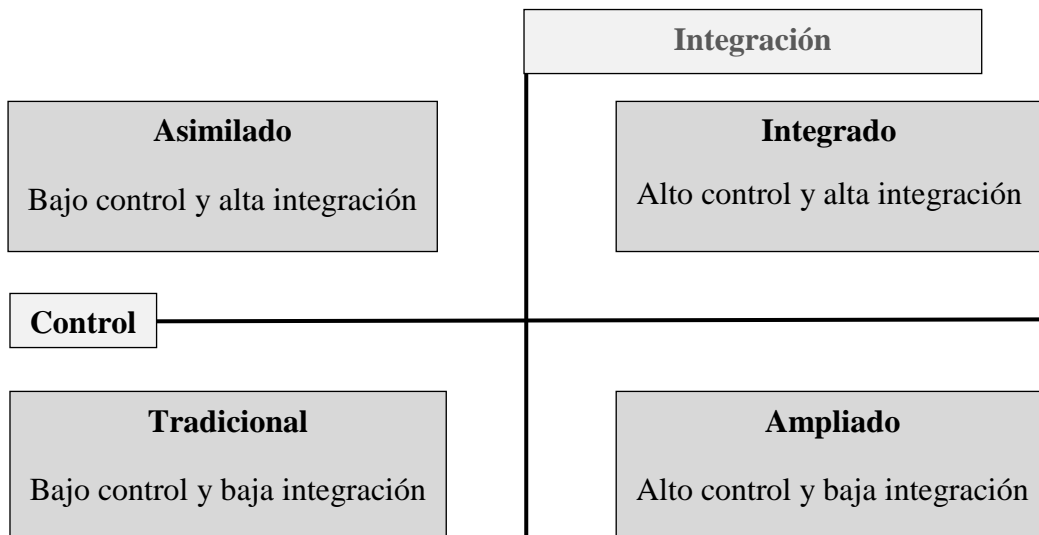 Integración
Asimilado
Bajo control y alta integración
Integrado
Alto control y alta integración
Control
Tradicional
Bajo control y baja integración
Ampliado
Alto control y baja integración